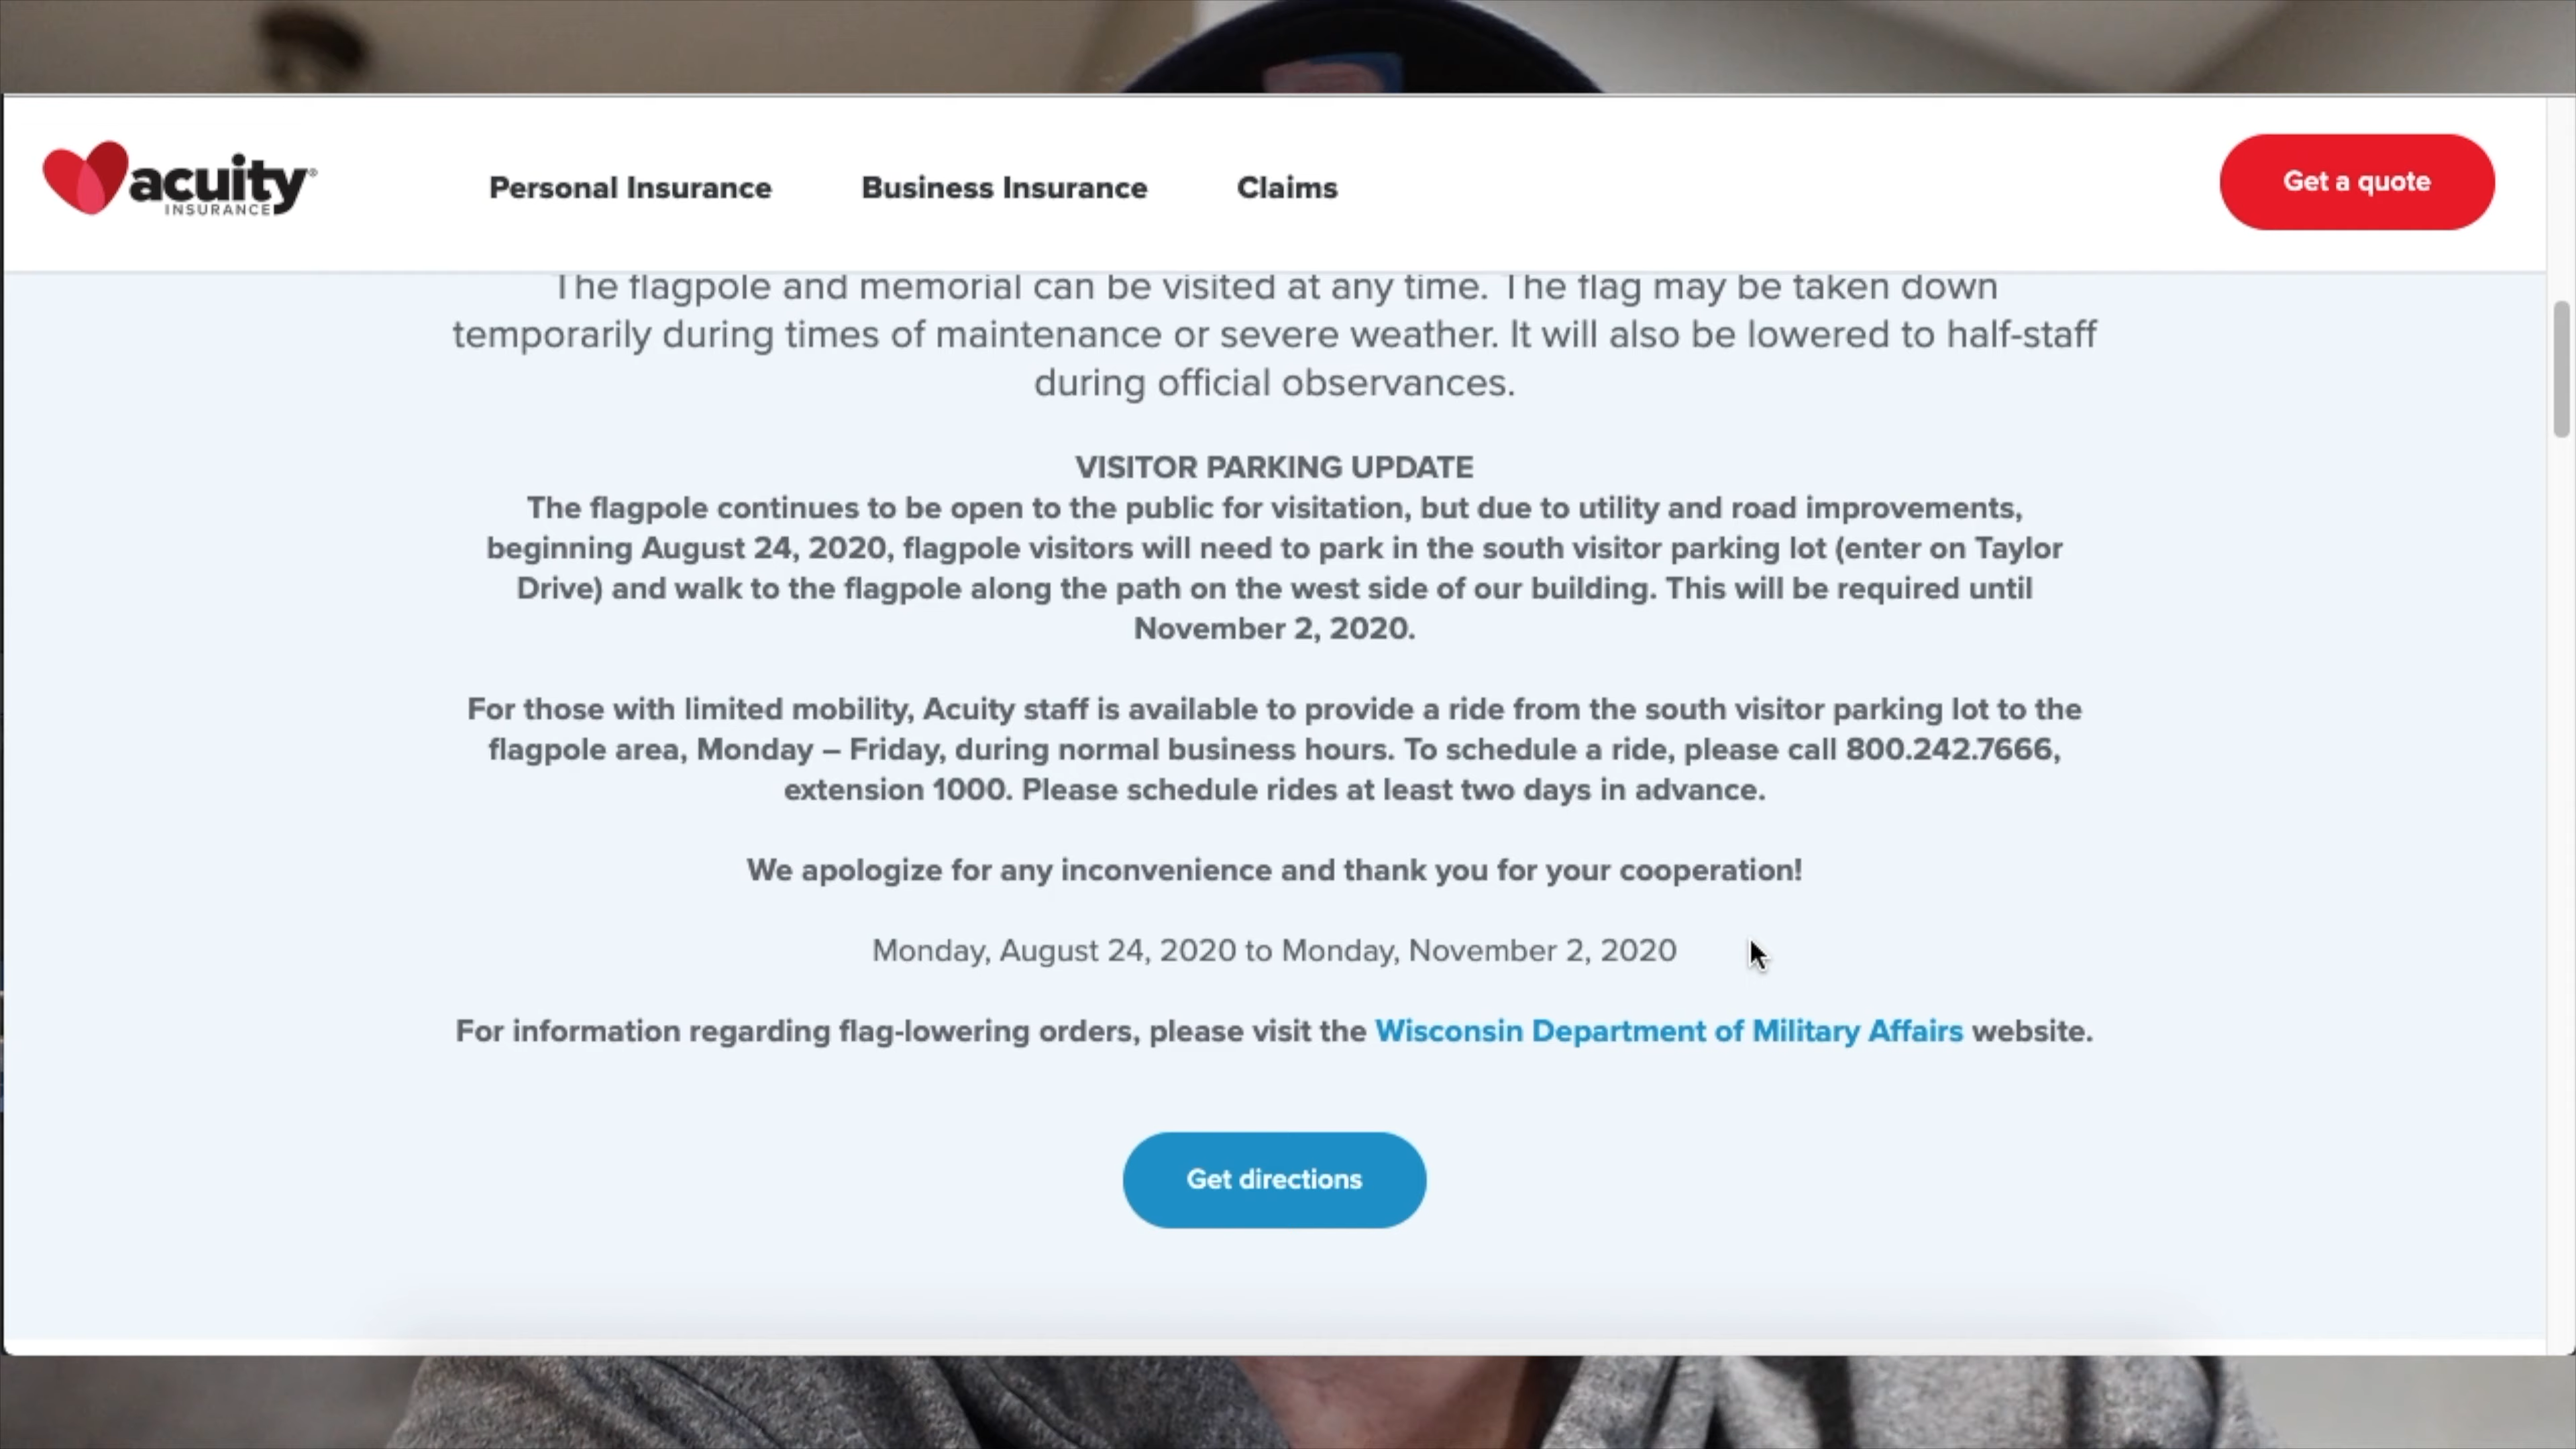 acuity®
INSURANCE
Personal Insurance
Business Insurance
Claims
Get a quote
The flagpole and memorial can be visited at any time. The flag may be taken down
temporarily during times of maintenance or severe weather. It will also be lowered to half-staff
during official observances.
VISITOR PARKING UPDATE
The flagpole continues to be open to the public for visitation, but due to utility and road improvements,
beginning August 24, 2020, flagpole visitors will need to park in the south visitor parking lot (enter on Taylor
Drive) and walk to the flagpole along the path on the west side of our building. This will be required until
November 2, 2020.
For those with limited mobility, Acuity staff is available to provide a ride from the south visitor parking lot to the
flagpole area, Monday – Friday, during normal business hours. To schedule a ride, please call 800.242.7666,
extension 1000. Please schedule rides at least two days in advance.
We apologize for any inconvenience and thank you for your cooperation!
Monday, August 24, 2020 to Monday, November 2, 2020
For information regarding flag-lowering orders, please visit the Wisconsin Department of Military Affairs website.
Get directions